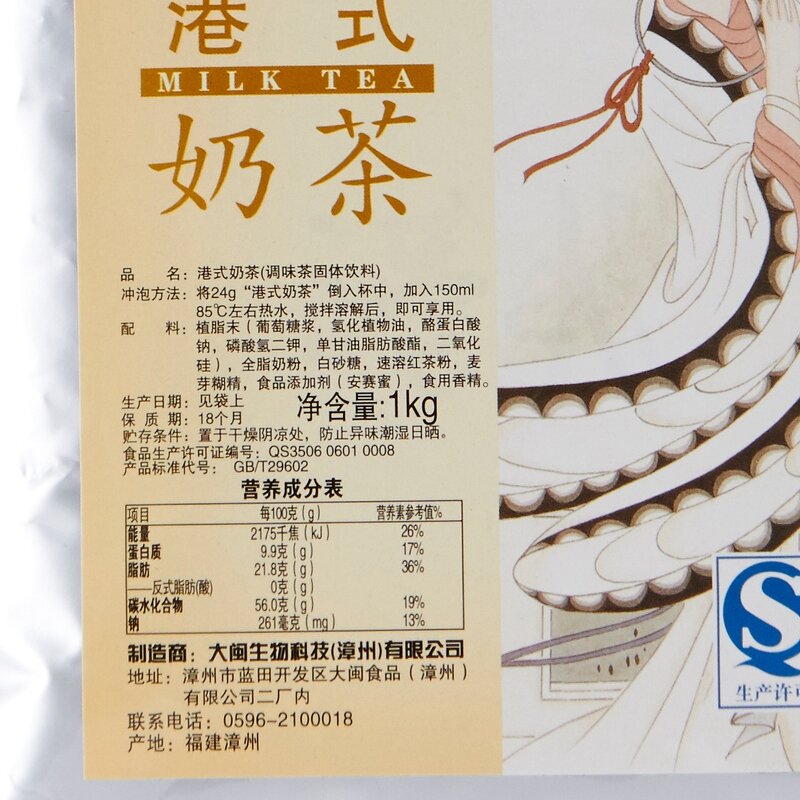 港式
MILK TEA
奶茶
品 名：港式奶茶(调味茶固体饮料)
冲泡方法：将24g“港式奶茶”倒入杯中，加入150ml
85℃左右热水，搅拌溶解后，即可享用。
配 料：植脂末（葡萄糖浆，氢化植物油，酪蛋白酸
钠，磷酸氢二钾，单甘油脂肪酸酯，二氧化
硅），全脂奶粉，白砂糖，速溶红茶粉，麦
芽糊精，食品添加剂（安赛蜜），食用香精。
生产日期：见袋上
保 质 期：18个月
净含量:1kg
贮存条件：置于干燥阴凉处，防止异味潮湿日晒。
食品生产许可证编号：QS3506 0601 0008
产品标准代号： GB/T29602
营养成分表
项目 每100克（g） 营养素参考值%
能量 2175千焦（kJ） 26%
蛋白质 9.9克（g） 17%
脂肪 21.8克（g） 36%
——反式脂肪(酸) 0克（g）
碳水化合物 56.0克（g） 19%
钠 261毫克（mg） 13%
制造商：大闽生物科技(漳州)有限公司
地址：漳州市蓝田开发区大闽食品（漳州）
有限公司二厂内
联系电话：0596-2100018
产地：福建漳州
生产许可